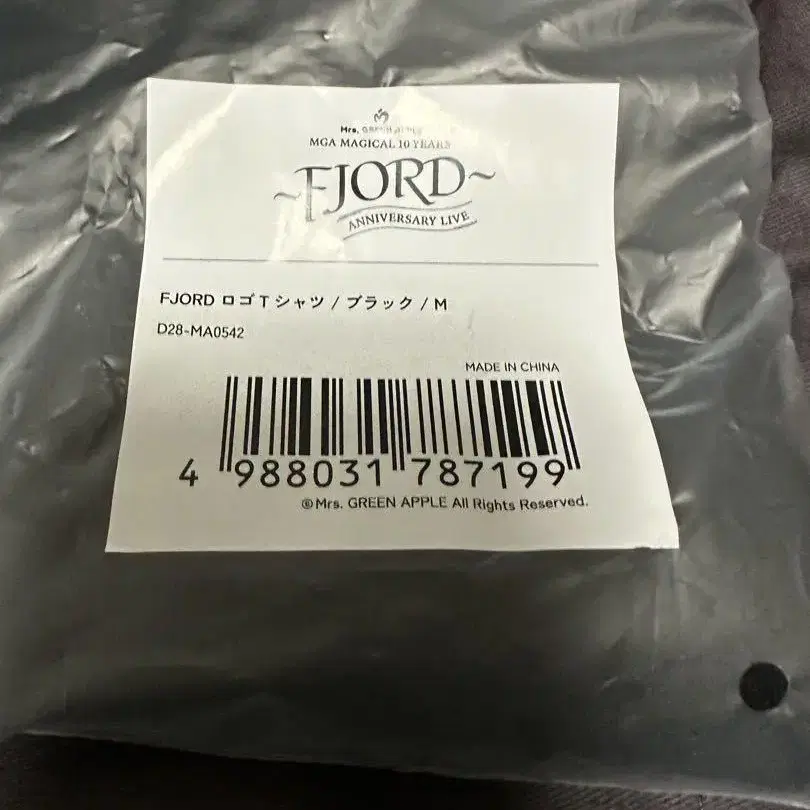 Mrs. GREEN APPLE
MGA MAGICAL 10 YEARS
~FJORD~
ANNIVERSARY LIVE
FJORD ロゴTシャツ / ブラック / M
D28-MA0542
MADE IN CHINA
4 988031 787199
©Mrs. GREEN APPLE All Rights Reserved.